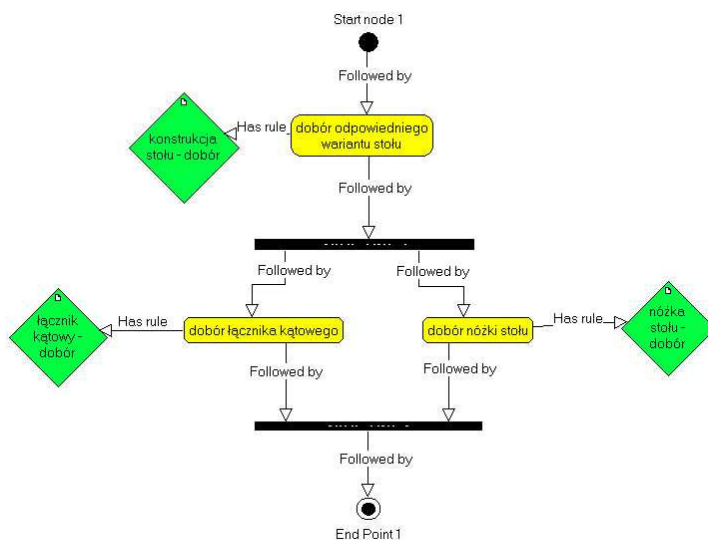 Start node 1
Followed by
konstrukcja
stołu - dobór
Has rule
dobór odpowiedniego
wariantu stołu
Followed by
Followed by
Followed by
łącznik
kątowy -
dobór
Has rule
dobór łącznika kątowego
dobór nóżki stołu
Has rule
nóżka
stołu -
dobór
Followed by
Followed by
Followed by
End Point 1